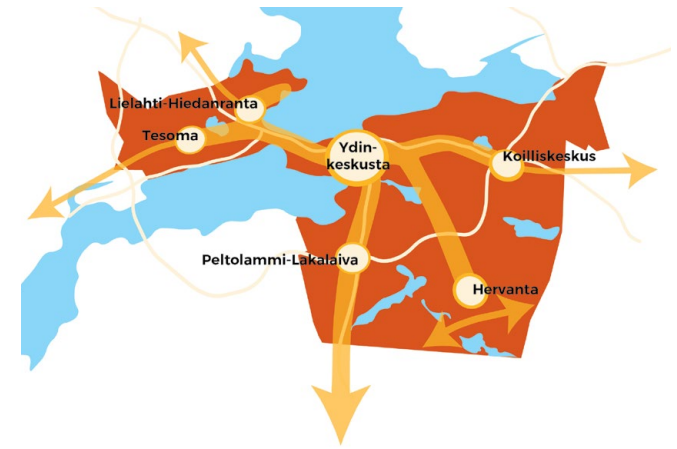 Lielahti-Hiedanranta
Tesoma
Ydin-
keskusta
Koilliskeskus
Peltolammi-Lakalaiva
Hervanta